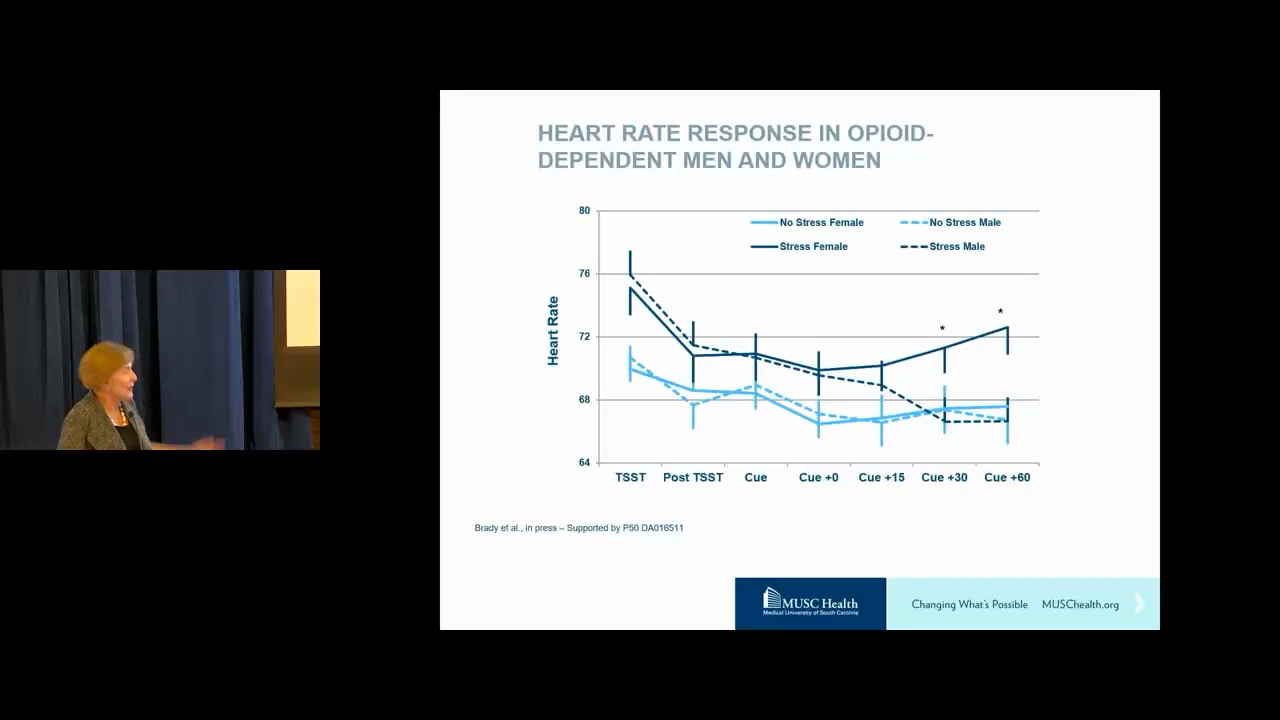 HEART RATE RESPONSE IN OPIOID-
DEPENDENT MEN AND WOMEN
80
76
72
68
64
Heart Rate
No Stress Female
No Stress Male
Stress Female
Stress Male
*
*
TSST
Post TSST
Cue
Cue +0
Cue +15
Cue +30
Cue +60
Brady et al., in press – Supported by P50 DA016511
MUSC Health
Medical University of South Carolina
Changing What's Possible
MUSChealth.org